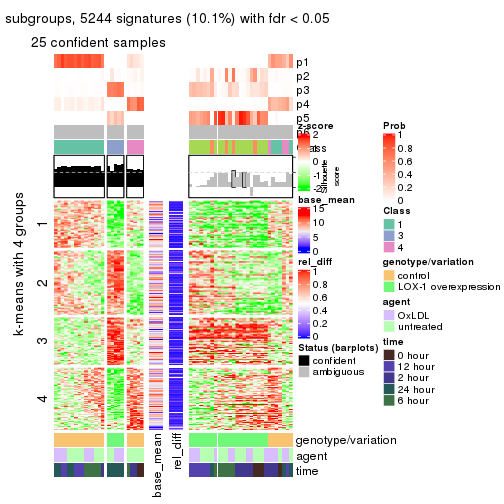 subgroups, 5244 signatures (10.1%) with fdr < 0.05
25 confident samples
p1
p2
p3
p4
p5
z-score
2
1
0
-1
-2
Silhouette
score
base_mean
15
10
5
0
rel_diff
1
0.8
0.6
0.4
0.2
0
Status (barplots)
confident
ambiguous
Prob
1
0.8
0.6
0.4
0.2
0
Class
1
3
4
genotype/variation
control
LOX-1 overexpression
agent
OxLDL
untreated
time
0 hour
12 hour
2 hour
24 hour
6 hour
k-means with 4 groups
1
2
3
4
genotype/variation
agent
time
base_mean
rel_diff